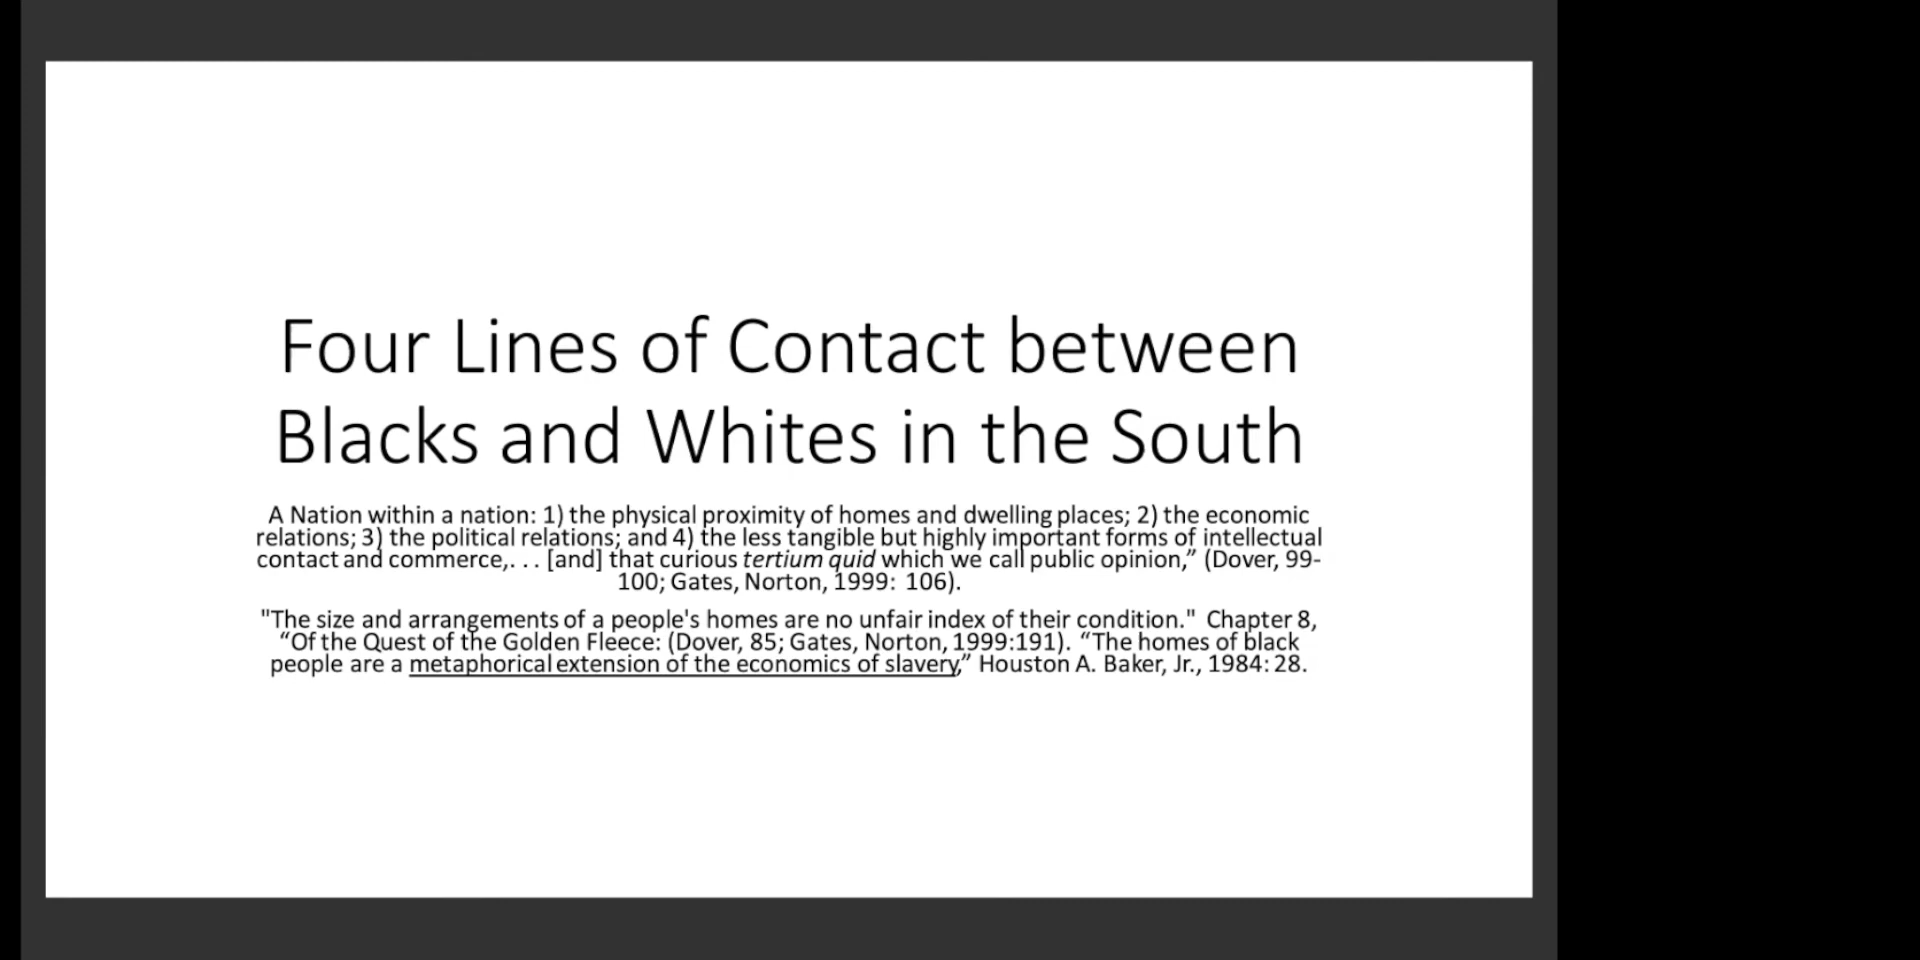 Four Lines of Contact between
Blacks and Whites in the South
A Nation within a nation: 1) the physical proximity of homes and dwelling places; 2) the economic
relations; 3) the political relations; and 4) the less tangible but highly important forms of intellectual
contact and commerce,. . . [and] that curious tertium quid which we call public opinion,” (Dover, 99-
100; Gates, Norton, 1999: 106).
"The size and arrangements of a people's homes are no unfair index of their condition." Chapter 8,
“Of the Quest of the Golden Fleece: (Dover, 85; Gates, Norton, 1999:191). “The homes of black
people are a metaphorical extension of the economics of slavery,” Houston A. Baker, Jr., 1984: 28.